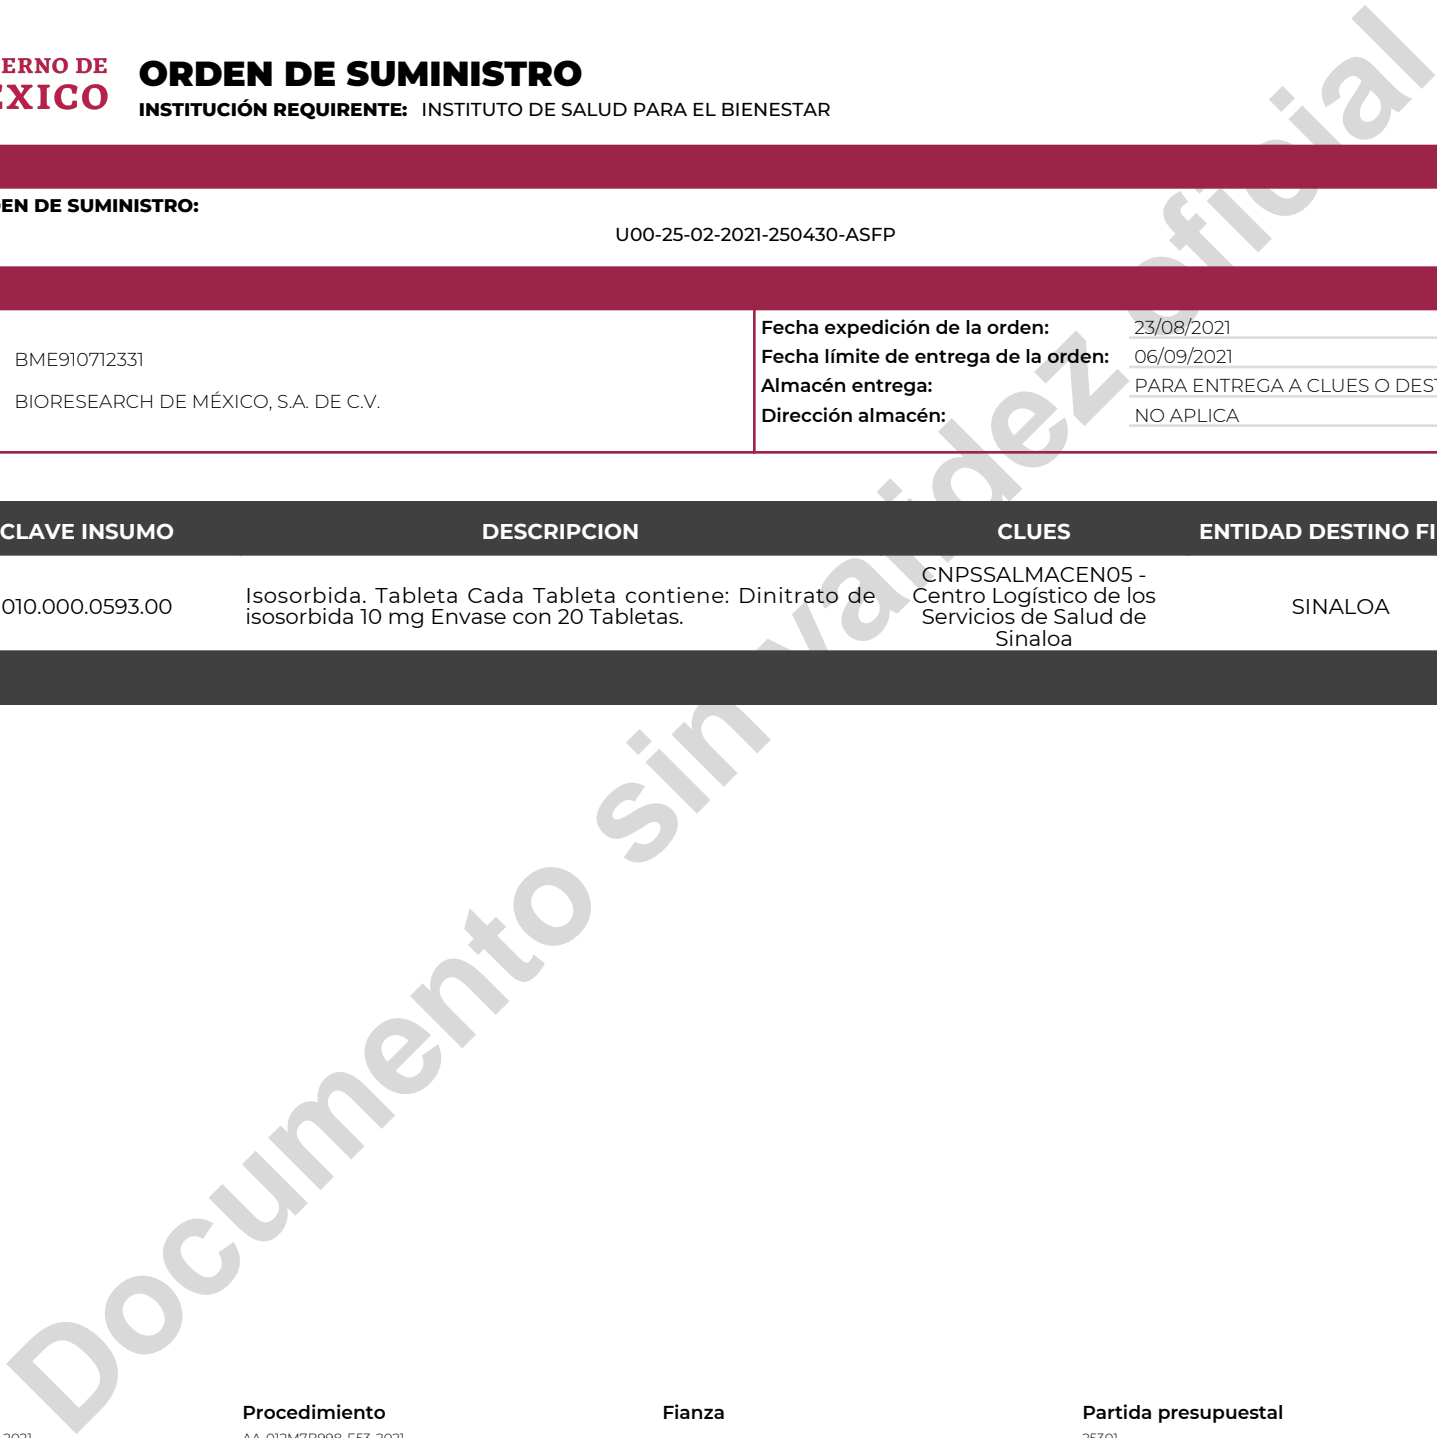 ERNO DE
ÉXICO
ORDEN DE SUMINISTRO
INSTITUCIÓN REQUIRENTE: INSTITUTO DE SALUD PARA EL BIENESTAR
EN DE SUMINISTRO:
U00-25-02-2021-250430-ASFP
BME910712331
BIORESEARCH DE MÉXICO, S.A. DE C.V.
Fecha expedición de la orden: 23/08/2021
Fecha límite de entrega de la orden: 06/09/2021
Almacén entrega: PARA ENTREGA A CLUES O DEST
Dirección almacén: NO APLICA
CLAVE INSUMO DESCRIPCION CLUES ENTIDAD DESTINO FI
010.000.0593.00
Isosorbida. Tableta Cada Tableta contiene: Dinitrato de
isosorbida 10 mg Envase con 20 Tabletas.
CNPSSALMACEN05 -
Centro Logístico de los
Servicios de Salud de
Sinaloa
SINALOA
Documento sin validez oficial
Procedimiento Fianza Partida presupuestal